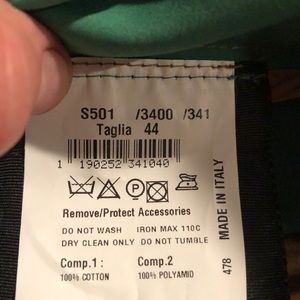 S501 /3400 /341
Taglia 44
1 190252 341040
P
Remove/Protect Accessories
DO NOT WASH IRON MAX 110C
DRY CLEAN ONLY DO NOT TUMBLE
Comp.1 : Comp.2
100% COTTON 100% POLYAMID
478 MADE IN ITALY